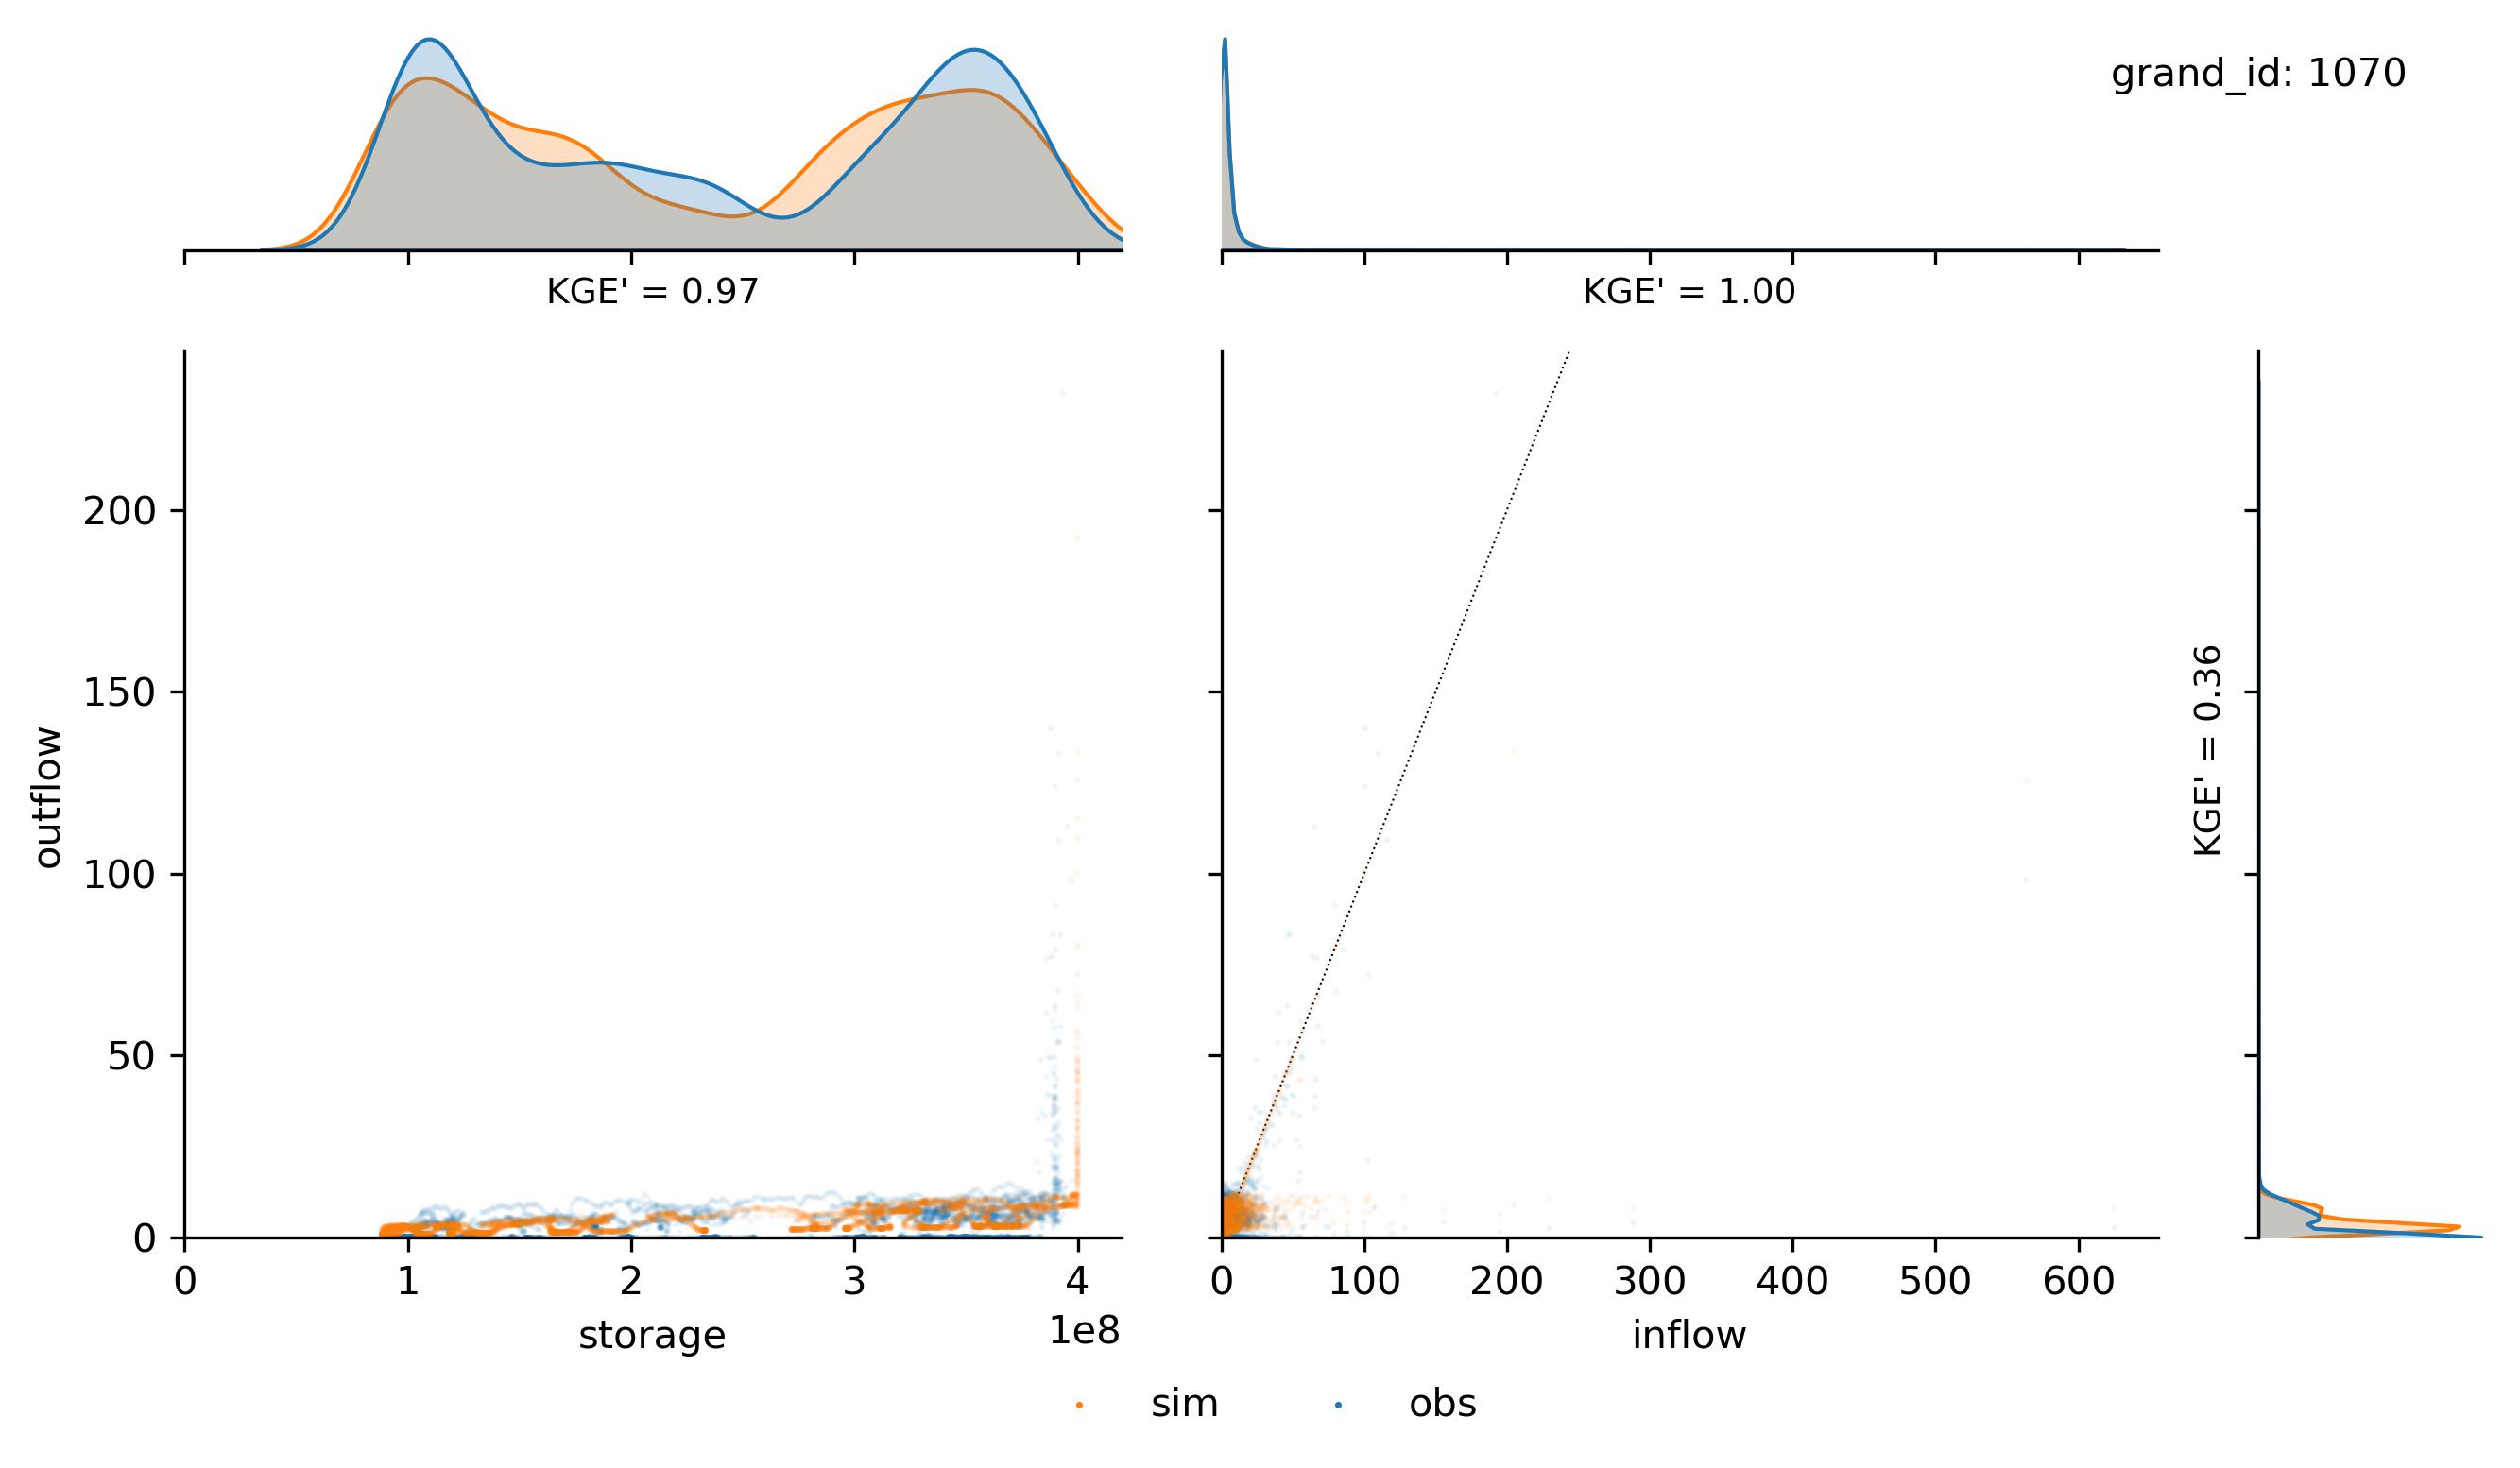 grand_id: 1070
KGE' = 0.97
KGE' = 1.00
200
150
100
50
0
outflow
KGE' = 0.36
0 1 2 3 4
1e8
storage
0 100 200 300 400 500 600
inflow
sim obs